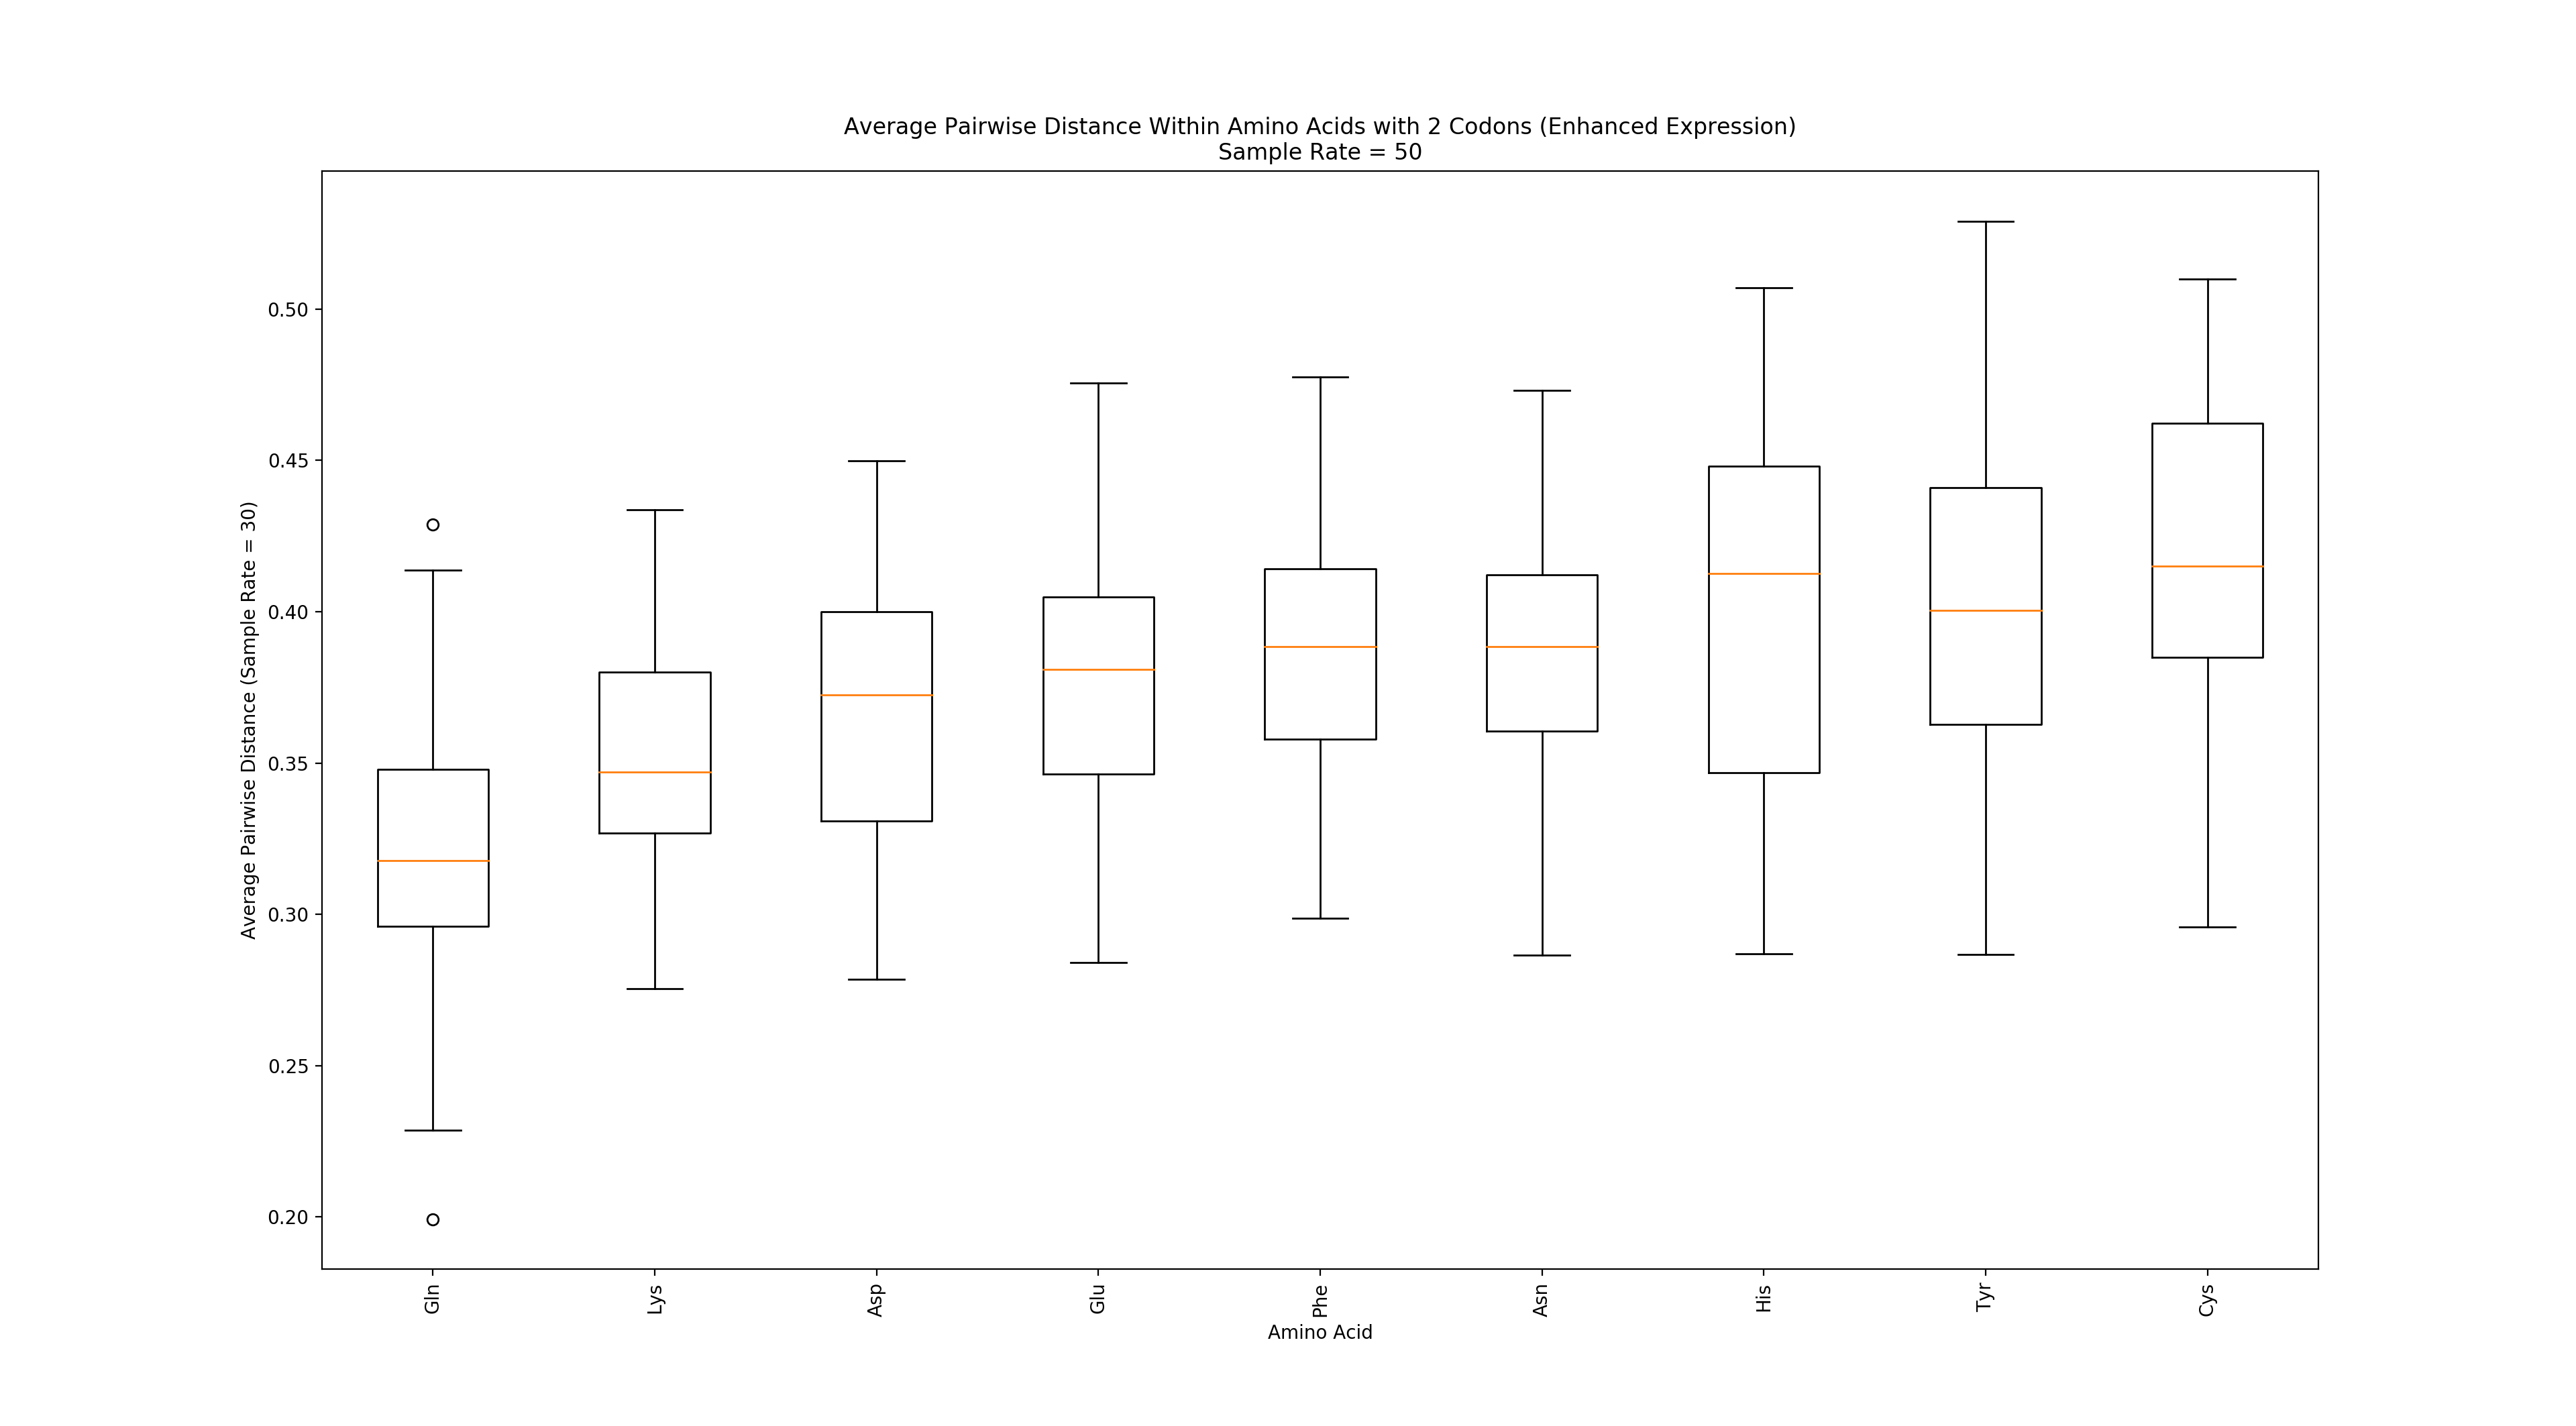 Average Pairwise Distance Within Amino Acids with 2 Codons (Enhanced Expression)
Sample Rate = 50
Average Pairwise Distance (Sample Rate = 30)
0.50
0.45
0.40
0.35
0.30
0.25
0.20
Gln
Lys
Asp
Glu
Phe
Asn
His
Tyr
Cys
Amino Acid